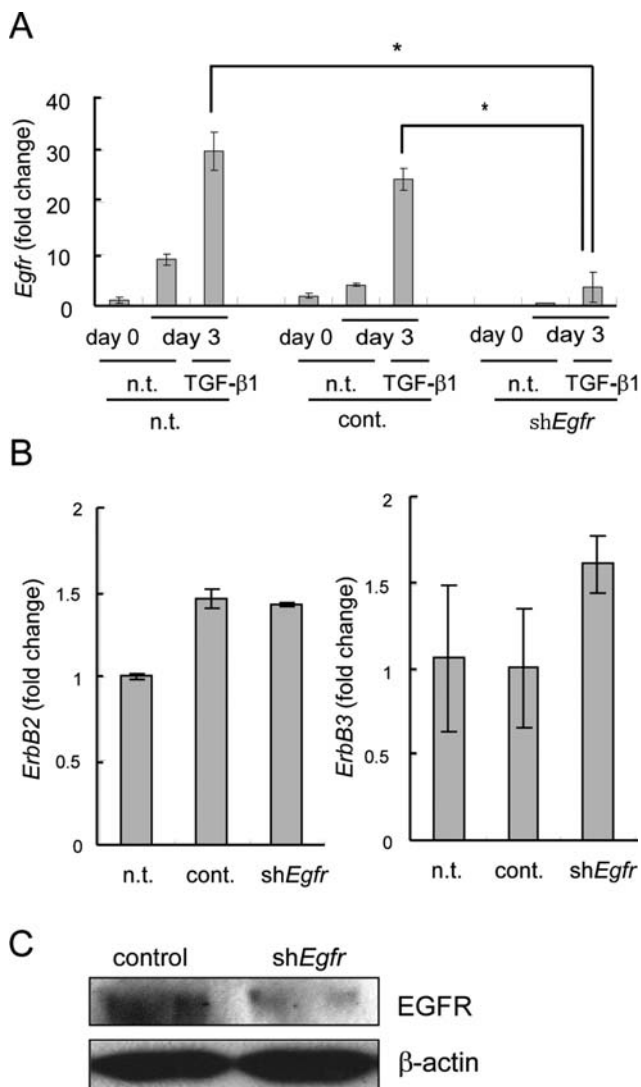 A
*
*
40
30
20
10
0
Egfr (fold change)
day 0 day 3 day 0 day 3 day 0 day 3
n.t. TGF-β1 n.t. TGF-β1 n.t. TGF-β1
n.t. cont. shEgfr
B
2
1.5
1
0.5
0
ErbB2 (fold change)
n.t. cont. shEgfr
2
1.5
1
0.5
0
ErbB3 (fold change)
n.t. cont. shEgfr
C
control shEgfr
EGFR
β-actin